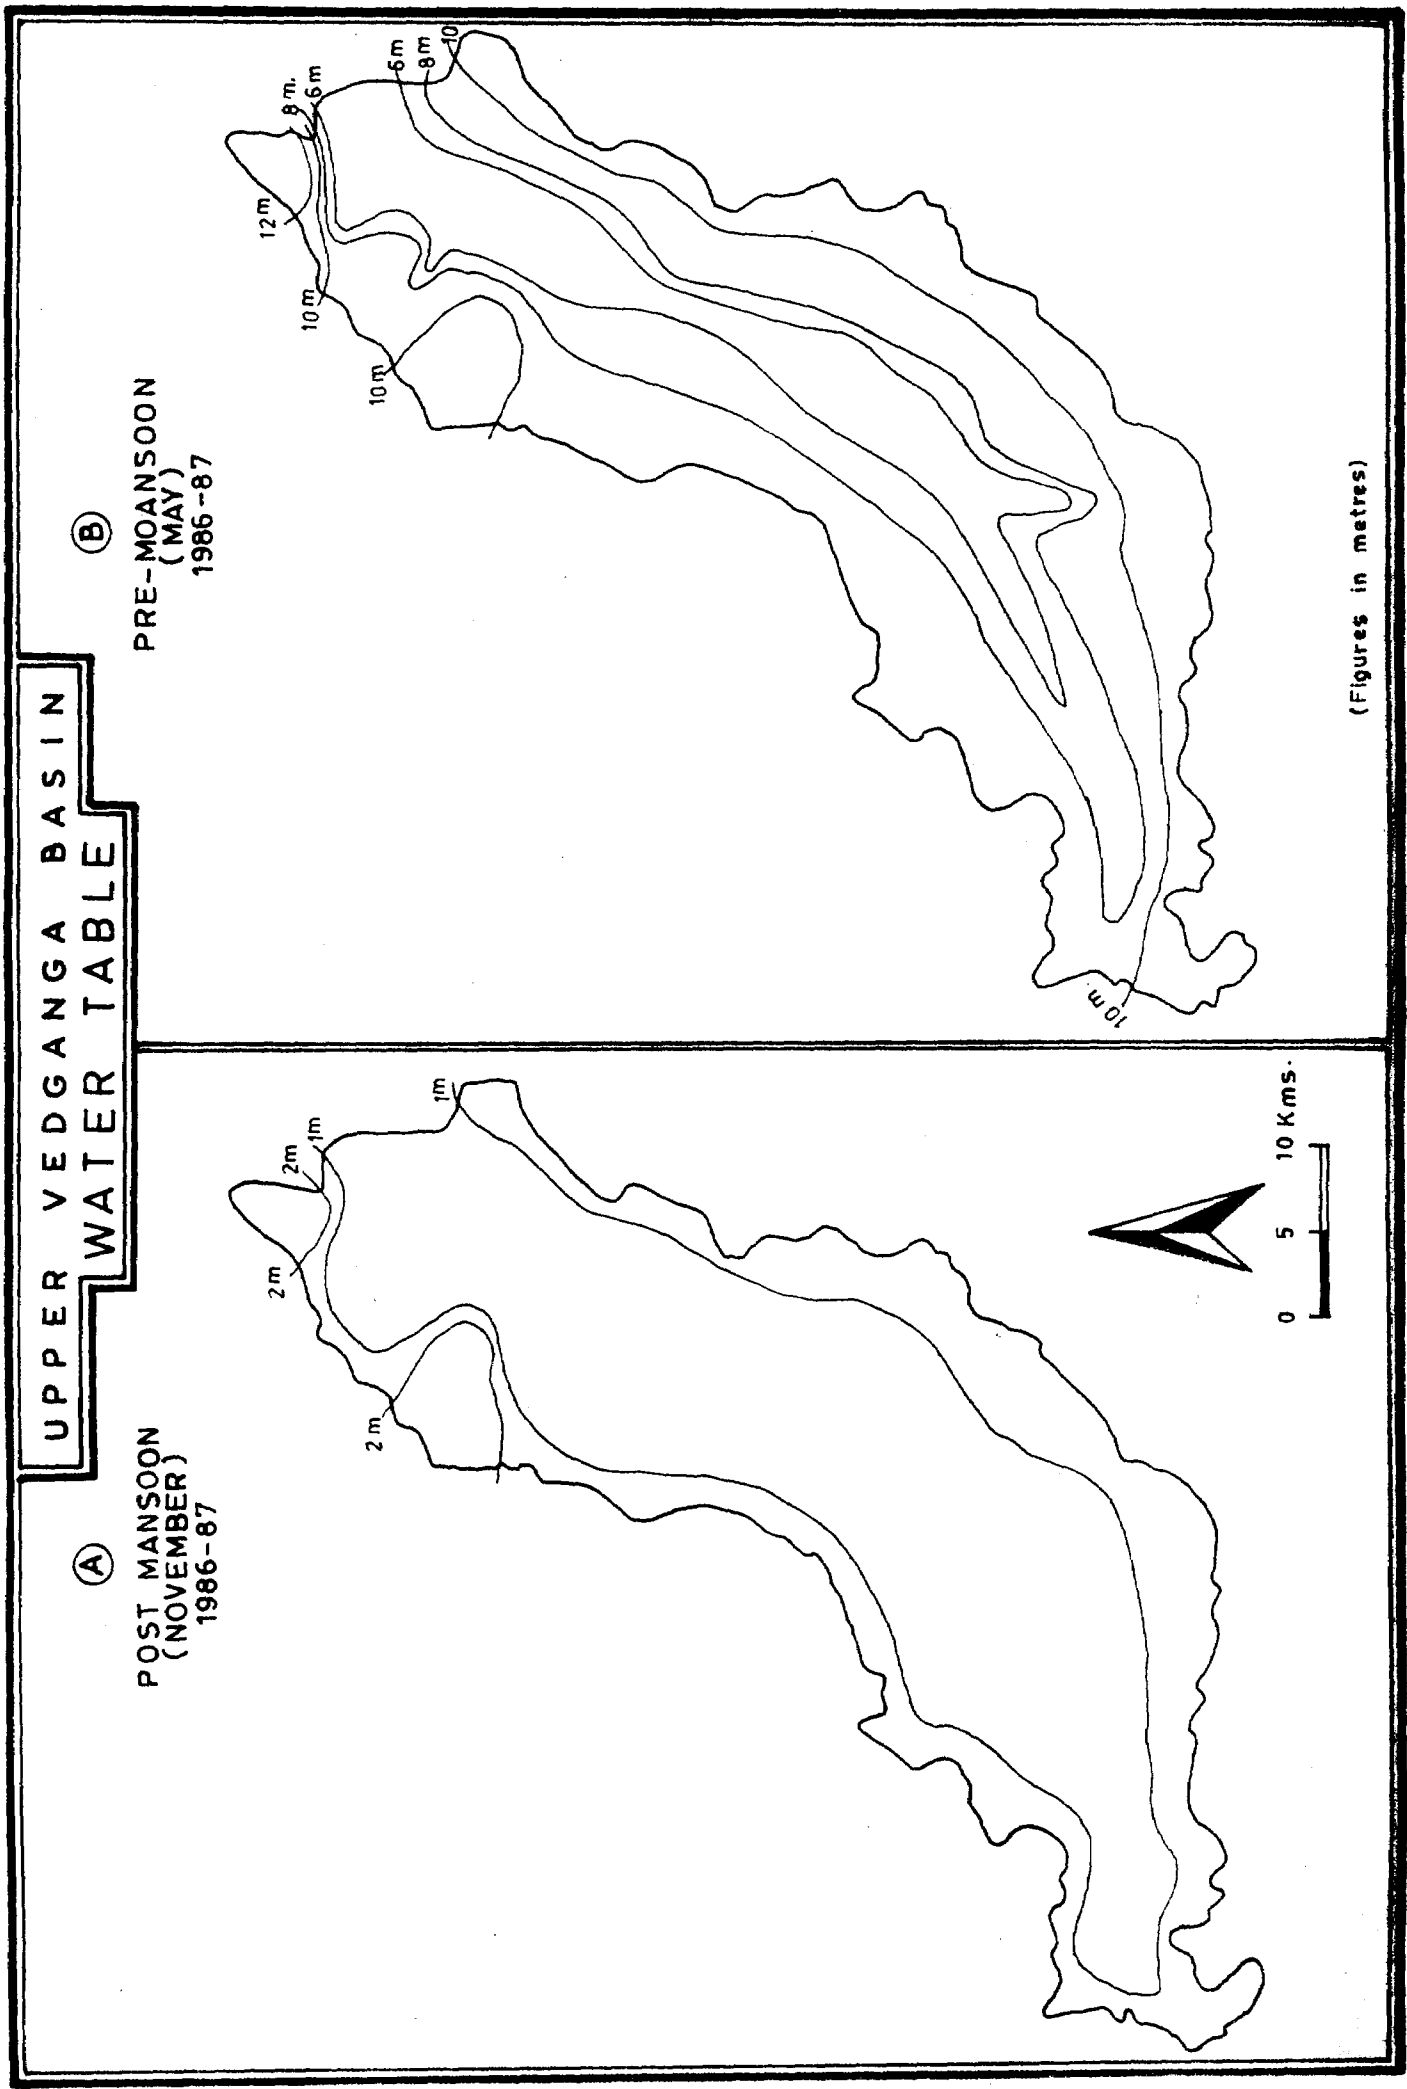 UPPER VEDGANGA BASIN
WATER TABLE
A
POST MANSOON
(NOVEMBER)
1986-87
2m
2m
1m
2m
1m
0 5 10 Kms.
B
PRE-MOANSOON
(MAY)
1986-87
12m
8m.
6m
10m
10m
6m
8m
10
10m.
(Figures in metres)